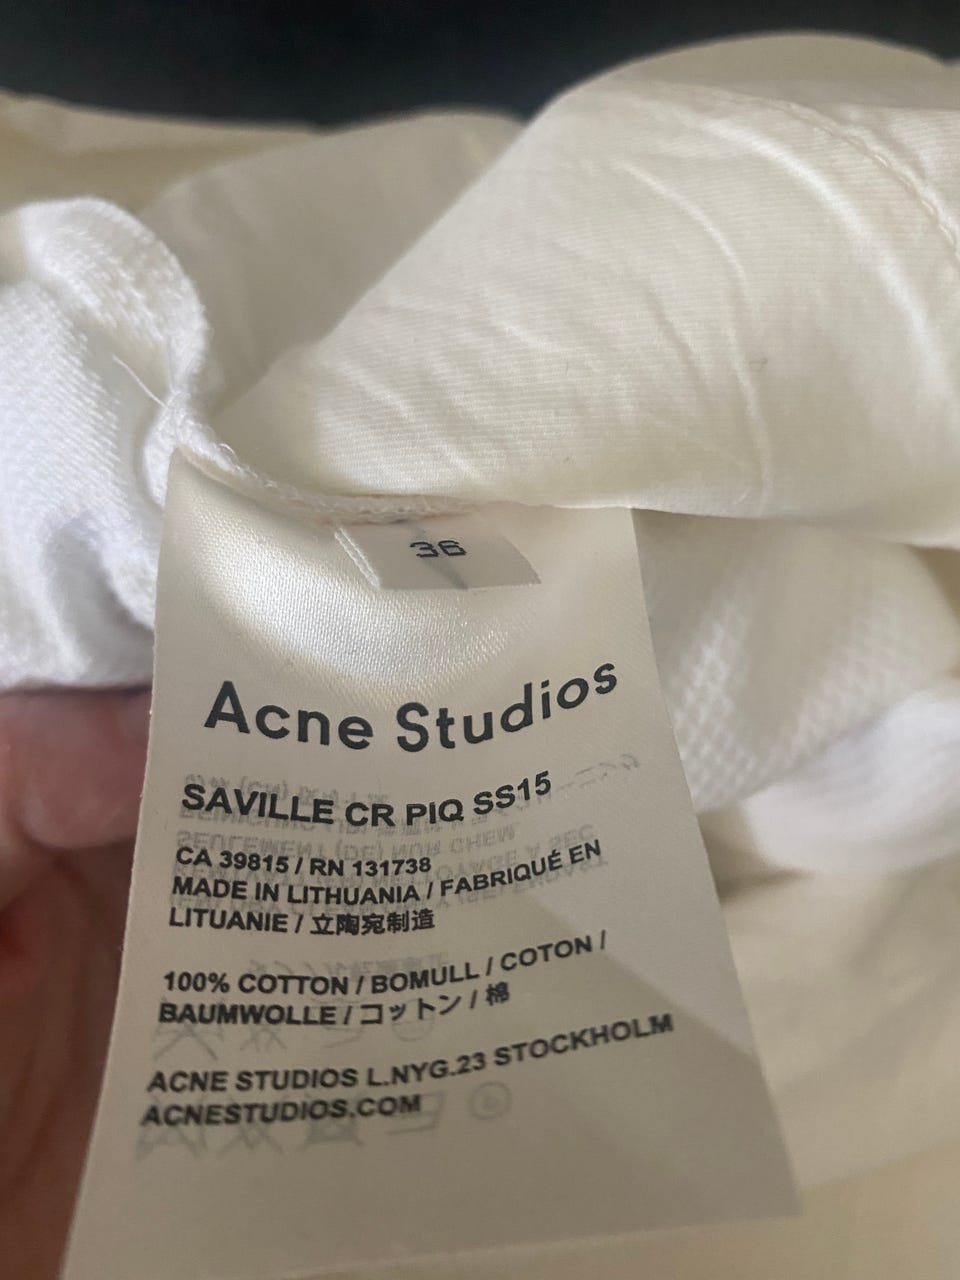 36
Acne Studios
SAVILLE CR PIQ SS15
CA 39815 / RN 131738
MADE IN LITHUANIA / FABRIQUÉ EN
LITUANIE / 立陶宛制造
100% COTTON / BOMULL / COTON /
BAUMWOLLE / コットン / 棉
ACNE STUDIOS L.NYG.23 STOCKHOLM
ACNESTUDIOS.COM